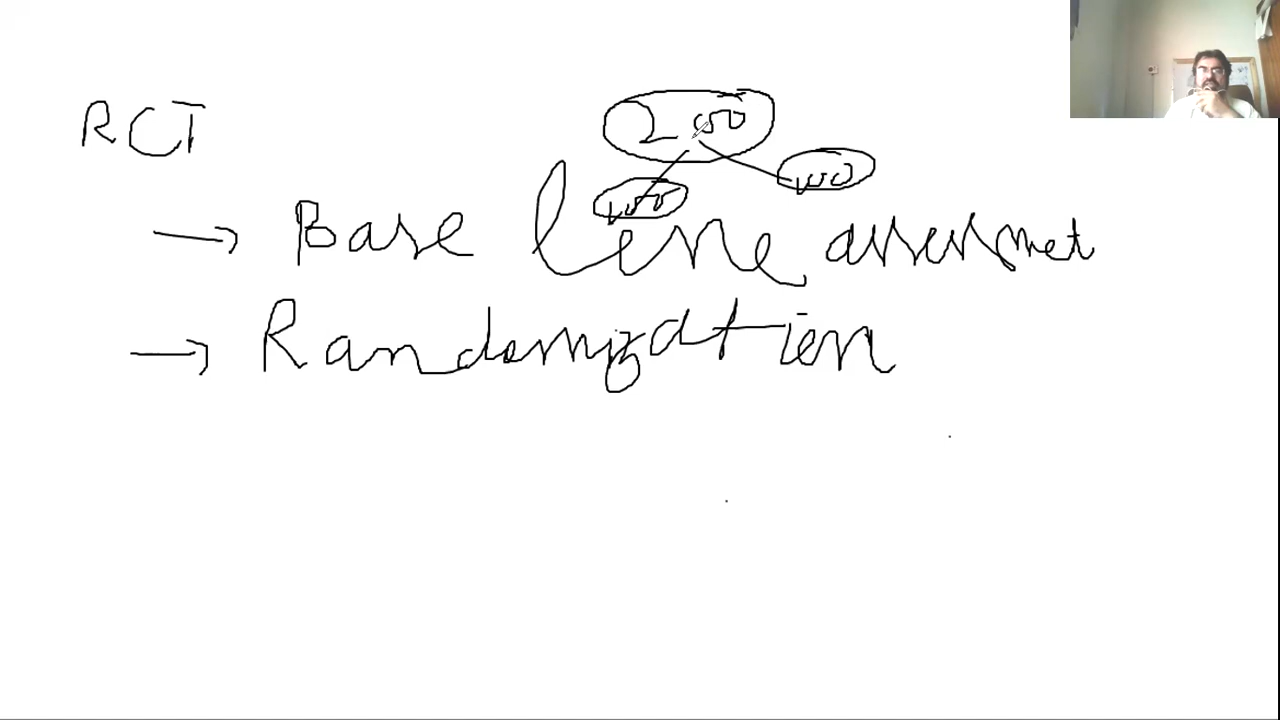 RCT
200
100 100
→ Base line assessment
→ Randomization